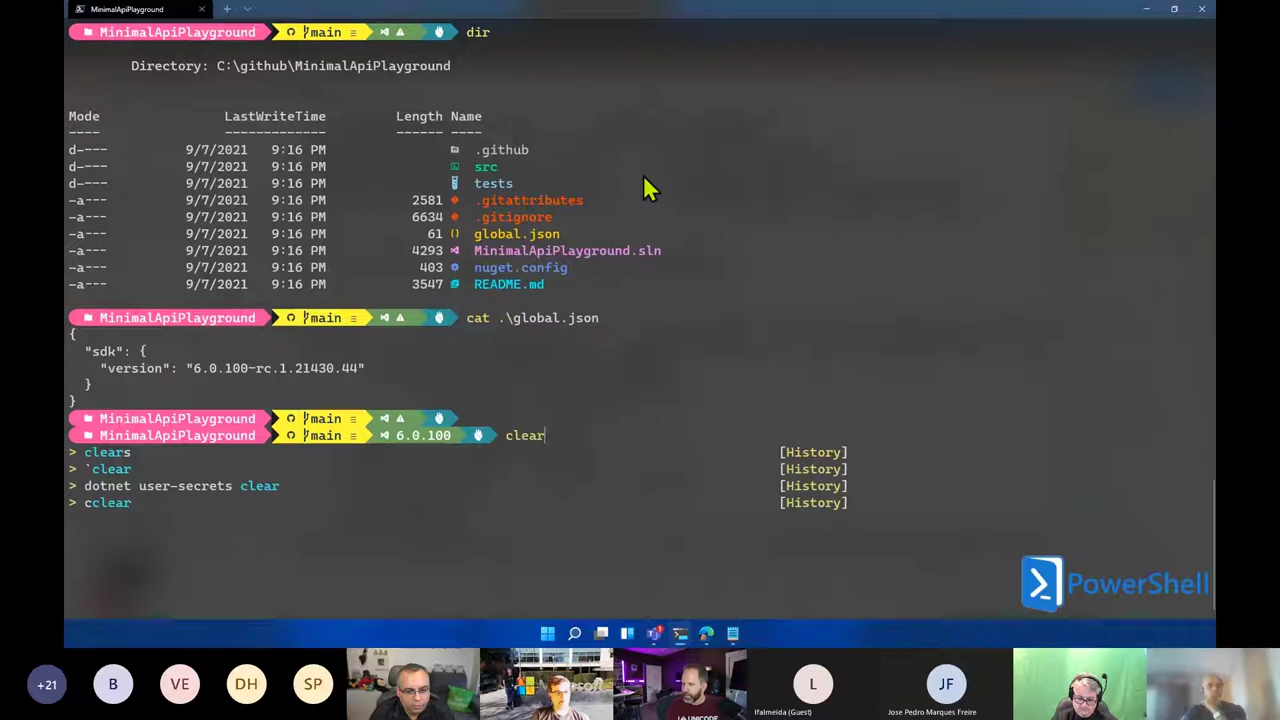 MinimalApiPlayground
MinimalApiPlayground main dir
Directory: C:\github\MinimalApiPlayground
Mode LastWriteTime Length Name
---- ------------- ------ ----
d---- 9/7/2021 9:16 PM .github
d---- 9/7/2021 9:16 PM src
d---- 9/7/2021 9:16 PM tests
-a--- 9/7/2021 9:16 PM 2581 .gitattributes
-a--- 9/7/2021 9:16 PM 6634 .gitignore
-a--- 9/7/2021 9:16 PM 61 global.json
-a--- 9/7/2021 9:16 PM 4293 MinimalApiPlayground.sln
-a--- 9/7/2021 9:16 PM 403 nuget.config
-a--- 9/7/2021 9:16 PM 3547 README.md
MinimalApiPlayground main ≡ cat .\global.json
{
"sdk": {
"version": "6.0.100-rc.1.21430.44"
}
}
MinimalApiPlayground main ≡
MinimalApiPlayground main ≡ 6.0.100 clear
> clears [History]
> `clear [History]
> dotnet user-secrets clear [History]
> cclear [History]
PowerShell
+21 B VE DH SP Microsoft UNICODE L JF
lfalmeida (Guest) Jose Pedro Marques Freire